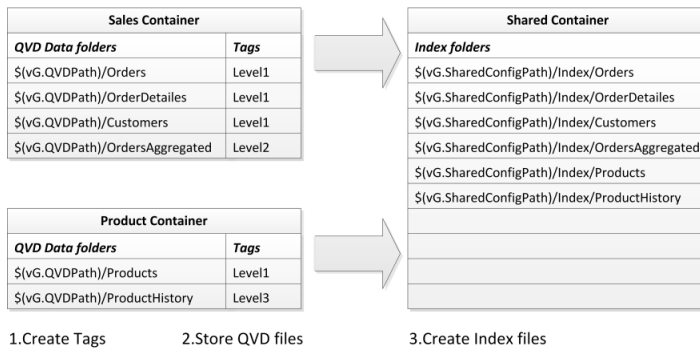 Sales Container
QVD Data folders Tags
$(vG.QVDPath)/Orders Level1
$(vG.QVDPath)/OrderDetailes Level1
$(vG.QVDPath)/Customers Level1
$(vG.QVDPath)/OrdersAggregated Level2
Product Container
QVD Data folders Tags
$(vG.QVDPath)/Products Level1
$(vG.QVDPath)/ProductHistory Level3
Shared Container
Index folders
$(vG.SharedConfigPath)/Index/Orders
$(vG.SharedConfigPath)/Index/OrderDetailes
$(vG.SharedConfigPath)/Index/Customers
$(vG.SharedConfigPath)/Index/OrdersAggregated
$(vG.SharedConfigPath)/Index/Products
$(vG.SharedConfigPath)/Index/ProductHistory
1.Create Tags 2.Store QVD files 3.Create Index files